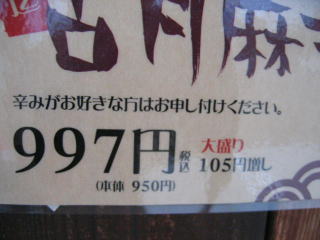 胡麻
辛みがお好きな方はお申し付けください。
997円 税込 大盛り 105円増し
(本体 950円)